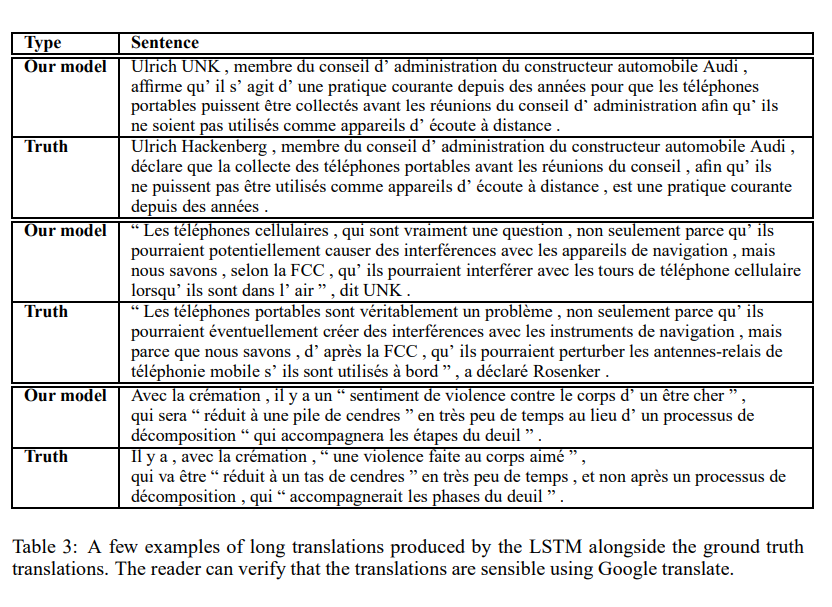 Type Sentence
Our model Ulrich UNK , membre du conseil d’ administration du constructeur automobile Audi ,
affirme qu’ il s’ agit d’ une pratique courante depuis des années pour que les téléphones
portables puissent être collectés avant les réunions du conseil d’ administration afin qu’ ils
ne soient pas utilisés comme appareils d’ écoute à distance .
Truth Ulrich Hackenberg , membre du conseil d’ administration du constructeur automobile Audi ,
déclare que la collecte des téléphones portables avant les réunions du conseil , afin qu’ ils
ne puissent pas être utilisés comme appareils d’ écoute à distance , est une pratique courante
depuis des années .
Our model “ Les téléphones cellulaires , qui sont vraiment une question , non seulement parce qu’ ils
pourraient potentiellement causer des interférences avec les appareils de navigation , mais
nous savons , selon la FCC , qu’ ils pourraient interférer avec les tours de téléphone cellulaire
lorsqu’ ils sont dans l’ air ” , dit UNK .
Truth “ Les téléphones portables sont véritablement un problème , non seulement parce qu’ ils
pourraient éventuellement créer des interférences avec les instruments de navigation , mais
parce que nous savons , d’ après la FCC , qu’ ils pourraient perturber les antennes-relais de
téléphonie mobile s’ ils sont utilisés à bord ” , a déclaré Rosenker .
Our model Avec la crémation , il y a un “ sentiment de violence contre le corps d’ un être cher ” ,
qui sera “ réduit à une pile de cendres ” en très peu de temps au lieu d’ un processus de
décomposition “ qui accompagnera les étapes du deuil ” .
Truth Il y a , avec la crémation , “ une violence faite au corps aimé ” ,
qui va être “ réduit à un tas de cendres ” en très peu de temps , et non après un processus de
décomposition , qui “ accompagnerait les phases du deuil ” .
Table 3: A few examples of long translations produced by the LSTM alongside the ground truth
translations. The reader can verify that the translations are sensible using Google translate.